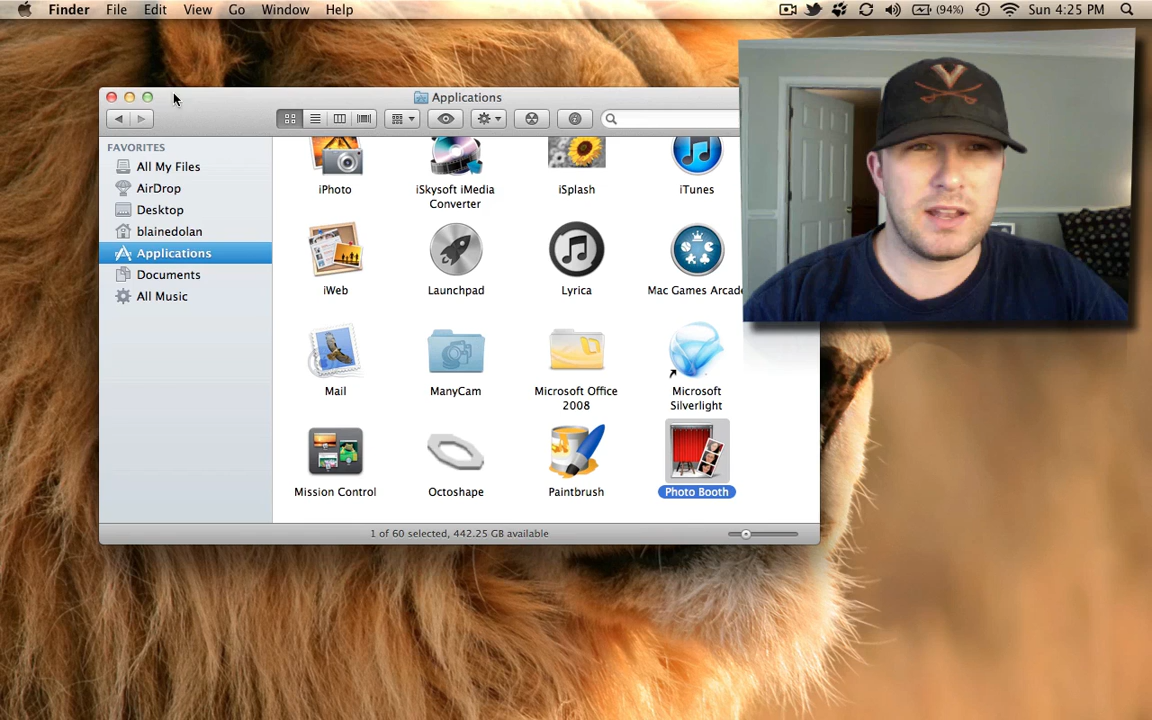 Finder File Edit View Go Window Help (94%) Sun 4:25 PM
Applications
FAVORITES
All My Files
AirDrop
Desktop
blainedolan
Applications
Documents
All Music
iPhoto
iSkysoft iMedia
Converter
iSplash
iTunes
iWeb
Launchpad
Lyrica
Mac Games Arcade
Mail
ManyCam
Microsoft Office
2008
Microsoft
Silverlight
Mission Control
Octoshape
Paintbrush
Photo Booth
1 of 60 selected, 442.25 GB available
V